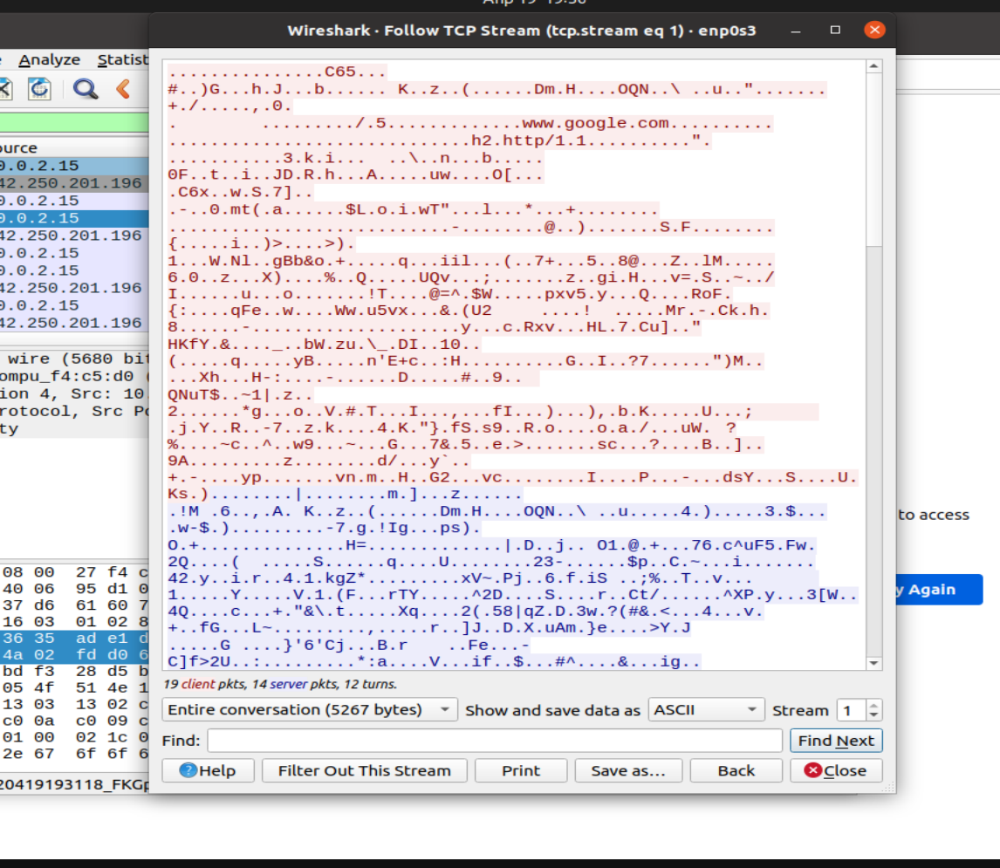 Wireshark · Follow TCP Stream (tcp.stream eq 1) · enp0s3
Analyze Statist
ource
0.0.2.15
42.250.201.196
0.0.2.15
0.0.2.15
42.250.201.196
0.0.2.15
0.0.2.15
42.250.201.196
0.0.2.15
42.250.201.196
wire (5680 bit
ompu_f4:c5:d0 (
ion 4, Src: 10
rotocol, Src Po
ty
08 00 27 f4 c
40 06 95 d1 0
37 d6 61 60 7
16 03 01 02 8
36 35 ad e1 d
4a 02 fd d0 6
bd f3 28 d5 b
05 4f 51 4e 1
13 03 13 02 c
c0 0a c0 09 c
01 00 02 1c 0
2e 67 6f 6f 6
20419193118_FKGp
...............C65...
#..)G...h.J...b....... K..z..(......Dm.H....OQN..\ ..u..".......
+./.....,.0.
. ........./.5.............www.google.com..........
..............................h2.http/1.1..........".
............3.k.i... ..\..n...b.....
0F..t..i..JD.R.h...A.....uw....O[...
.C6x..w.S.7]..
.-..0.mt(.a......$L.o.i.wT"...l...*...+........
{.....i..)>....>).
1...W.Nl..gBb&o.+.....q...iil...(..7+...5..8@...Z..lM.....
6.0..z...X)....%..Q.....UQv...;.......z..gi.H...v=.S..~../
I......u...o.......!T....@=^.$W.....pxv5.y...Q....RoF.
{:....qFe..w....Ww.u5vx...&.(U2 ....! .....Mr.-.Ck.h.
8......-.....................y...c.Rxv...HL.7.Cu].."
HKfY.&...._..bW.zu.\_.DI..10..
(.....q.....yB.....n'E+c..:H..........G..I..?7......")M..
...Xh...H-:....-......D.....#..9..
QNuT$..~1|.z..
2......*g...o..V.#.T...I.......,fI...)...),.b.K.....U...;
.j.Y..R..-7..z.k....4.K."}.fS.s9..R.o....o.a./...uW. ?
%....~c..^..w9...~...G...7&.5..e.>.......sc...?....B..]..
9A.........z........d/...y`..
+.-....yp.......vn.m..H..G2...vc........I....P...-...dsY...S....U.
Ks.)........|........m.]...z......
.!M .6..,.A. K..z..(......Dm.H....OQN..\ ..u.....4.).....3.$...
.w-$.).........-7.g.!Ig...ps).
O.+..............H=.............|.D..j.. O1.@.+...76.c^uF5.Fw.
2Q....( .....S......q....U........23-......$p..C.~...i.......
42.y..i.r..4.1.kgZ*.........xV~.Pj..6.f.iS ..;%..T..v...
1.....Y.....V.1.(F...rTY.....^2D....S....r..Ct/......^XP.y...3[W..
4Q....c...+."&\.t.....Xq....2(.58|qZ.D.3w.?(#&.<...4...v.
+..fG...L~.........,.....r..]J..D.X.uAm.}e....>Y.J
.....G ....}'6'Cj...B.r ..Fe...-
C]f>2U..:.........*:a....V...if..$...#^....&...ig..
19 client pkts, 14 server pkts, 12 turns.
Entire conversation (5267 bytes) Show and save data as ASCII Stream 1
Find: Find Next
Help Filter Out This Stream Print Save as… Back Close
to access
y Again